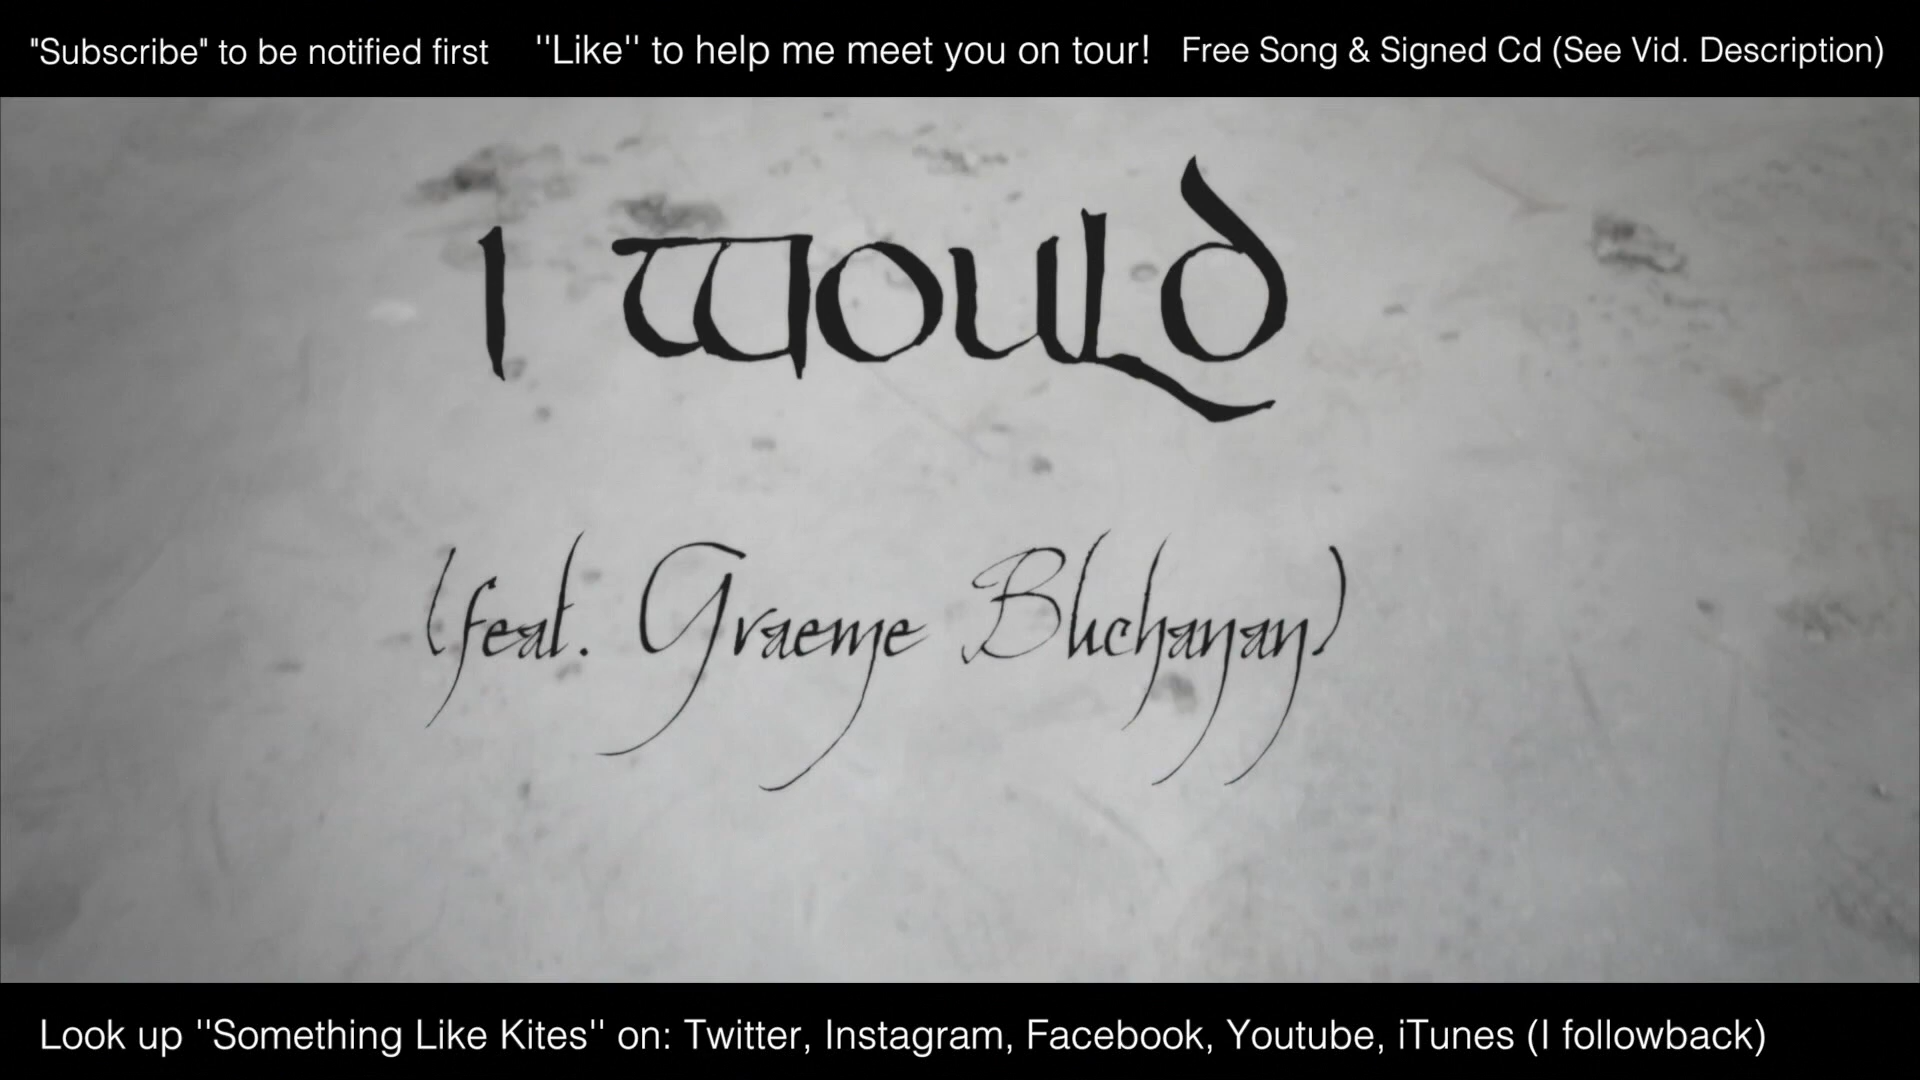 "Subscribe" to be notified first ''Like'' to help me meet you on tour! Free Song & Signed Cd (See Vid. Description)
I would
(feat. Graeme Buchanan)
Look up ''Something Like Kites'' on: Twitter, Instagram, Facebook, Youtube, iTunes (I followback)